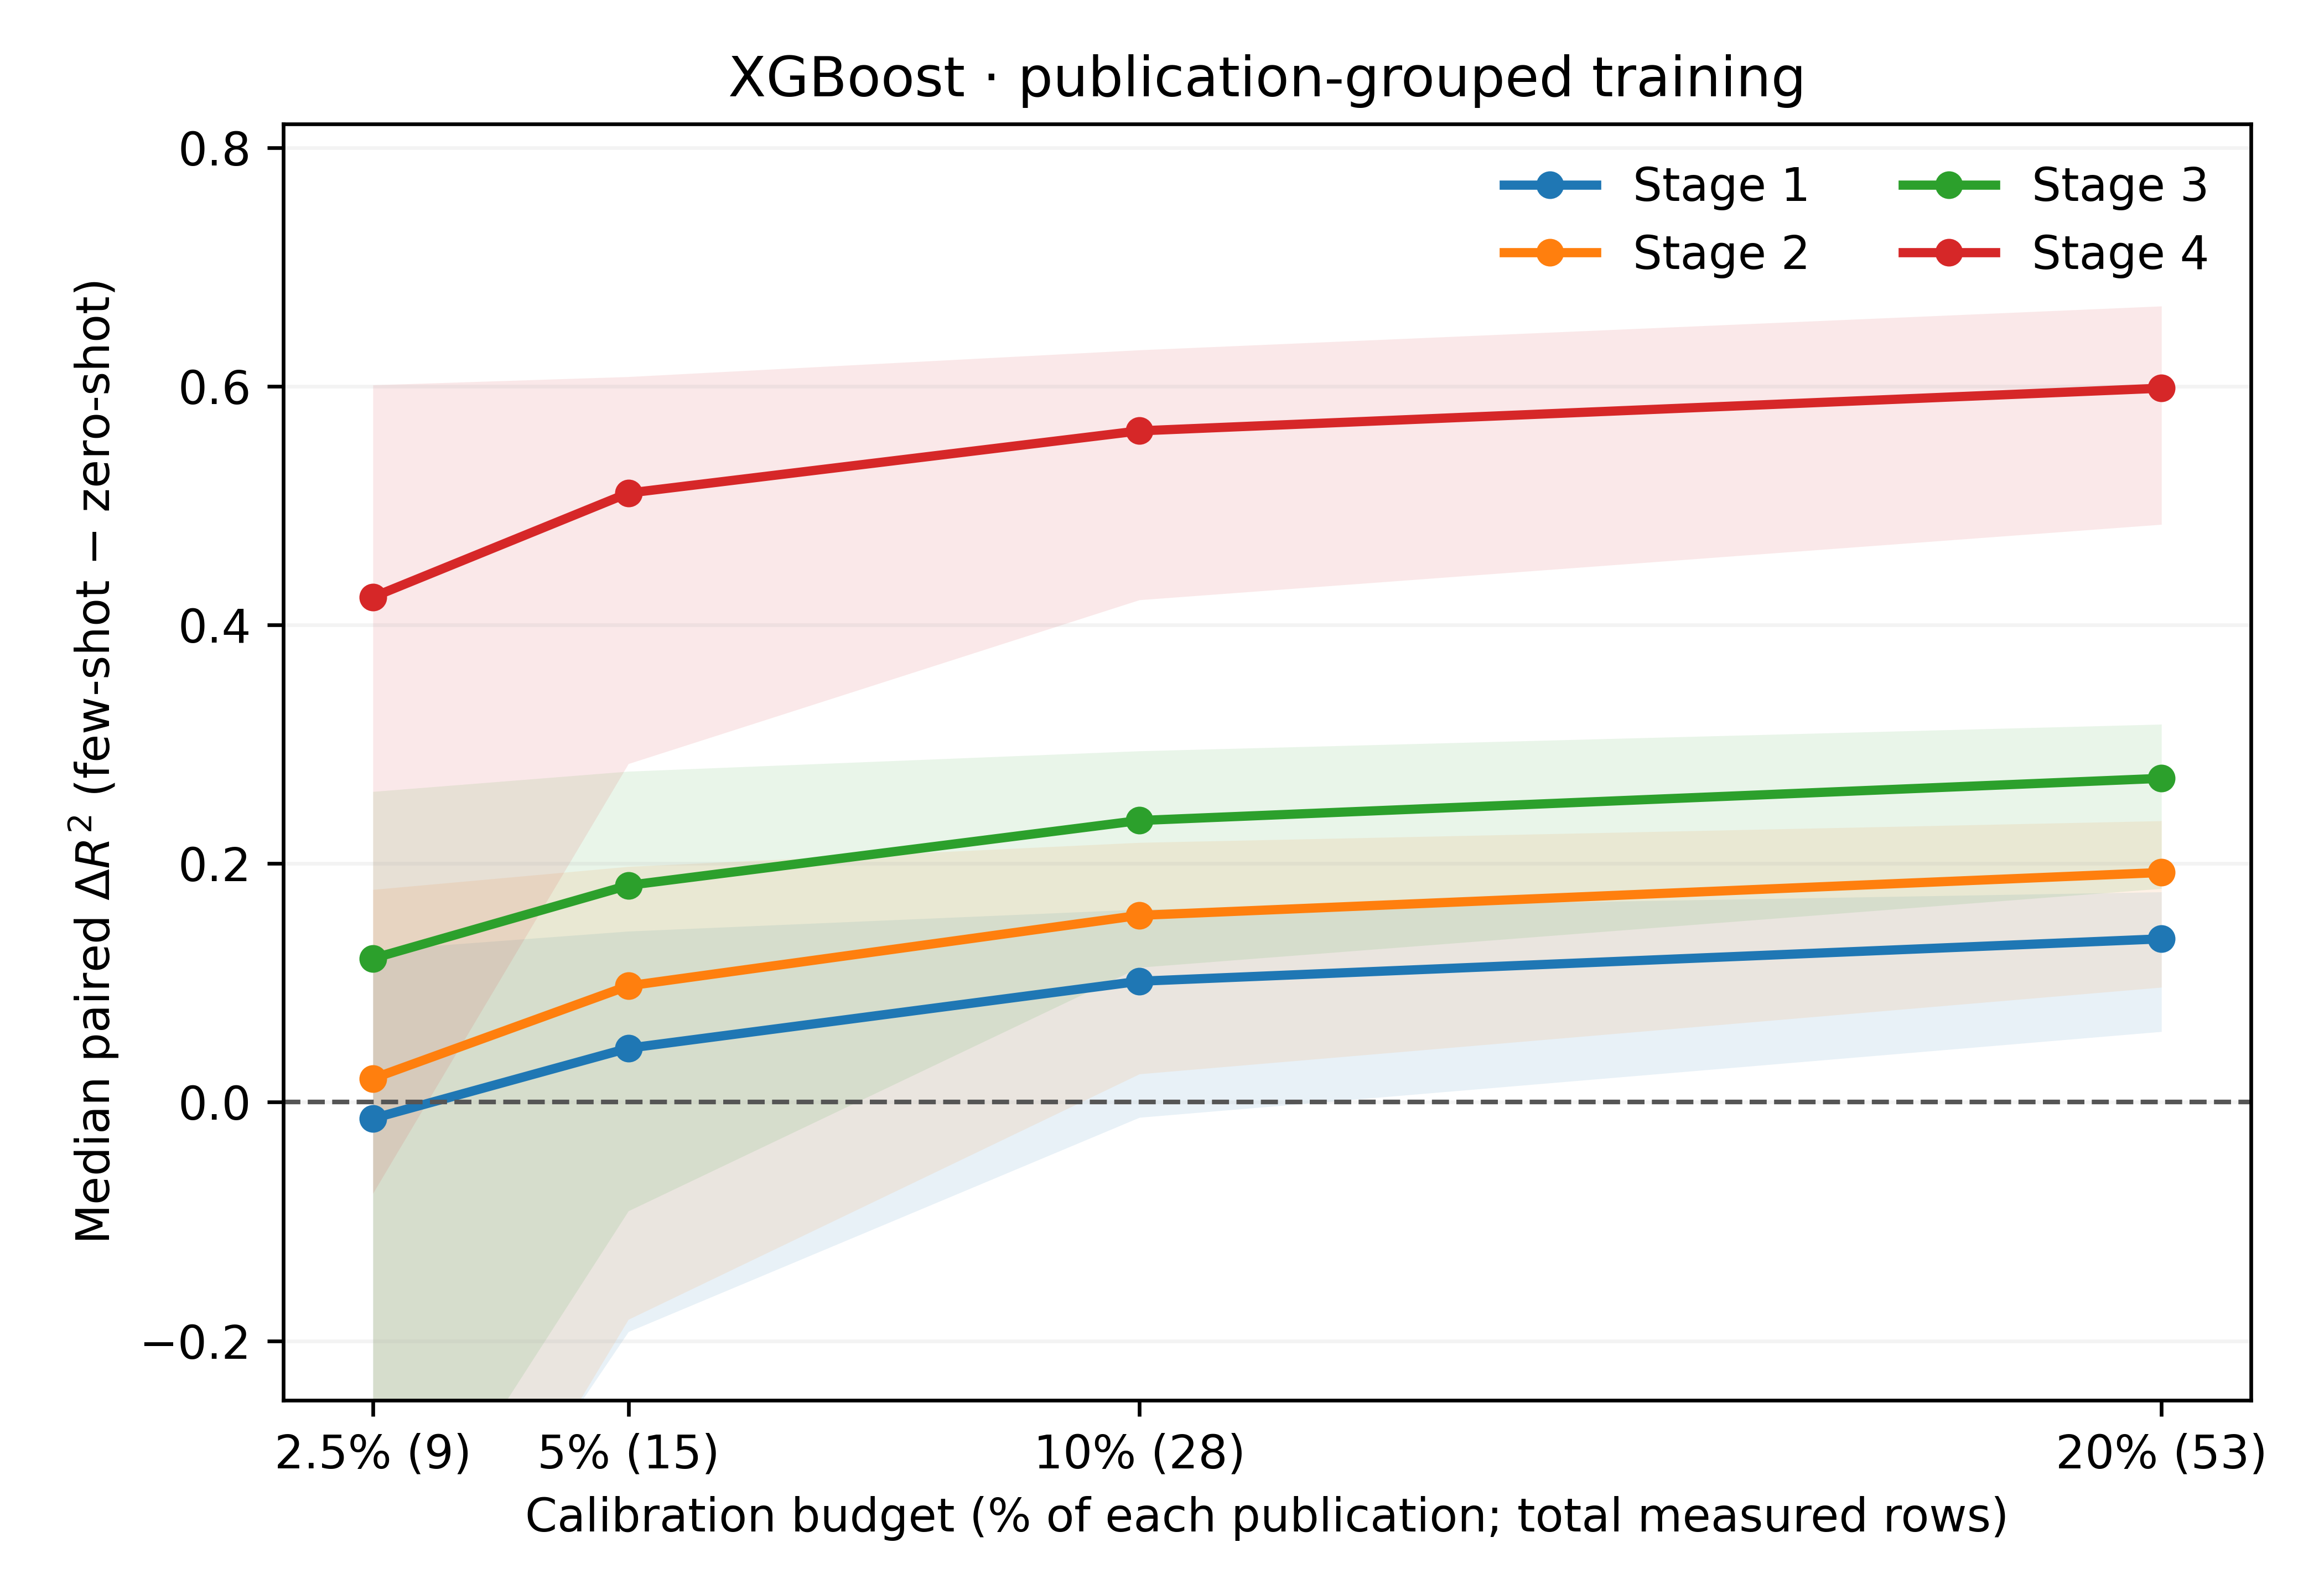 XGBoost · publication-grouped training
Stage 1
Stage 2
Stage 3
Stage 4
Median paired ΔR² (few-shot − zero-shot)
0.8
0.6
0.4
0.2
0.0
−0.2
2.5% (9)
5% (15)
10% (28)
20% (53)
Calibration budget (% of each publication; total measured rows)